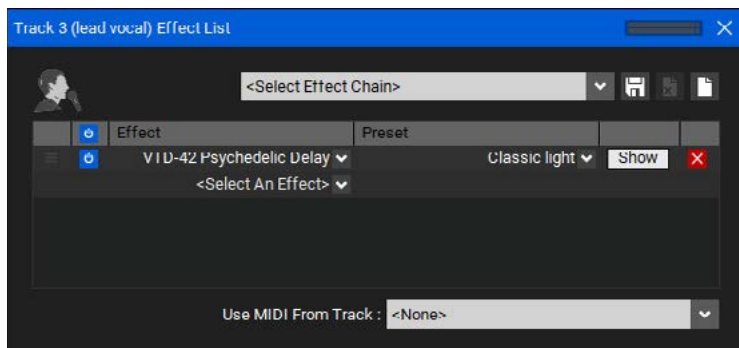 Track 3 (lead vocal) Effect List
<Select Effect Chain>
Effect Preset
VTD-42 Psychedelic Delay Classic light Show
<Select An Effect>
Use MIDI From Track : <None>